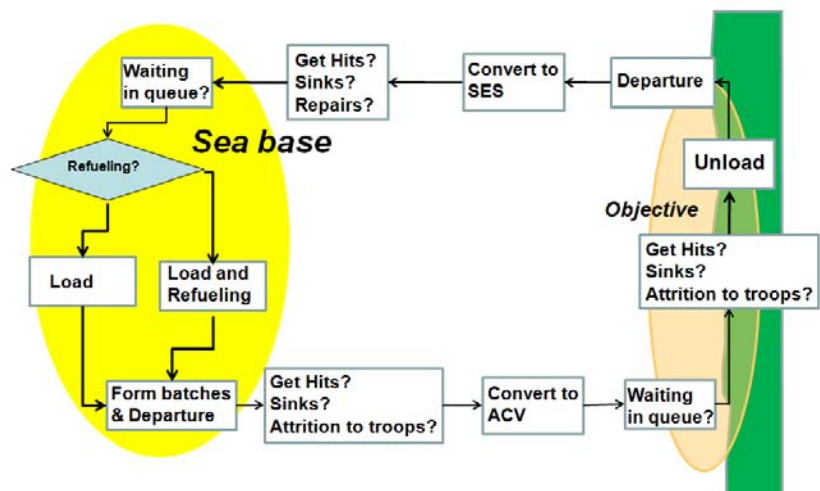 Waiting
in queue?
Get Hits?
Sinks?
Repairs?
Convert to
SES
Departure
Sea base
Refueling?
Unload
Objective
Load
Load and
Refueling
Get Hits?
Sinks?
Attrition to troops?
Form batches
& Departure
Get Hits?
Sinks?
Attrition to troops?
Convert to
ACV
Waiting
in queue?